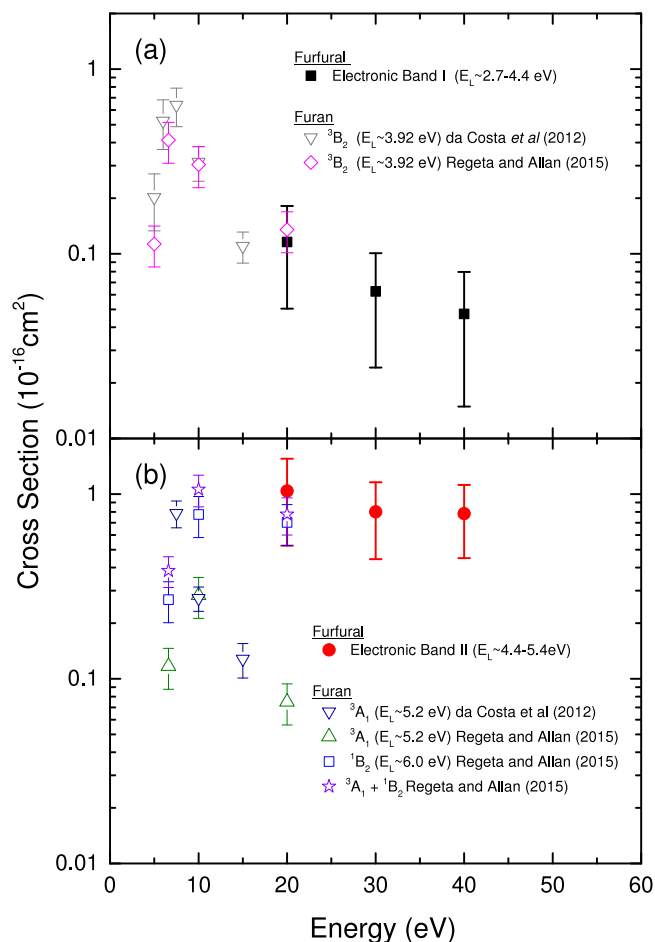 (a)
Furfural
Electronic Band I (E_L~2.7-4.4 eV)
Furan
³B₂ (E_L~3.92 eV) da Costa et al (2012)
³B₂ (E_L~3.92 eV) Regeta and Allan (2015)
1
0.1
0.01
(b)
Furfural
Electronic Band II (E_L~4.4-5.4eV)
Furan
³A₁ (E_L~5.2 eV) da Costa et al (2012)
³A₁ (E_L~5.2 eV) Regeta and Allan (2015)
¹B₂ (E_L~6.0 eV) Regeta and Allan (2015)
³A₁ + ¹B₂ Regeta and Allan (2015)
1
0.1
0.01
Cross Section (10⁻¹⁶cm²)
0 10 20 30 40 50 60
Energy (eV)